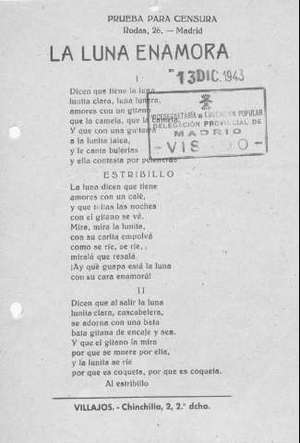 PRUEBA PARA CENSURA
Rodas, 26. — Madrid
LA LUNA ENAMORA
I
13 DIC. 1943
Dicen que tiene la luna
lunita clara, luna lunera,
amores con un gitano
que la camela, que la camela.
Y que con una guitarra
a la lunita
y le canta bulerías
y ella contesta por peteneras
VICESECRETARÍA DE EDUCACIÓN POPULAR
DELEGACIÓN PROVINCIAL DE
MADRID
- VISADO -
ESTRIBILLO
La luna dice que tiene
amores con un calé,
y que toitas las noches
con el gitano se vé.
Mira, mira la lunita,
con su carita empolvá
como se ríe, se ríe, ,
miralá que resalá.
¡Ay qué guapa está la luna
con su cara enamorá!
II
Dicen que al salir la luna
lunita clara, cascabelera,
se adorna con una bata
bata gitana de encaje y sea.
Y que el gitano la mira
por que se muere por ella,
y la lunita se ríe
por que es coqueta, por que es coqueta.
Al estribillo
VILLAJOS. - Chinchilla, 2, 2.º dcho.